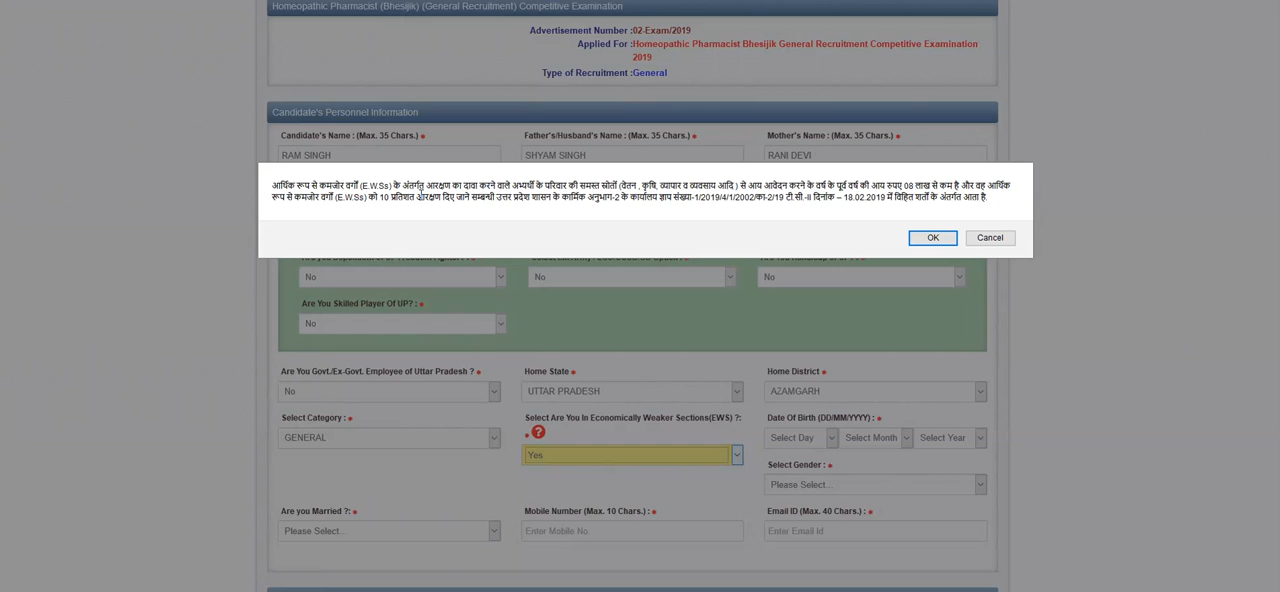 Homeopathic Pharmacist (Bhesijik) (General Recruitment) Competitive Examination
Advertisement Number :02-Exam/2019
Applied For :Homeopathic Pharmacist Bhesijik General Recruitment Competitive Examination
2019
Type of Recruitment :General
Candidate's Personnel Information
Candidate's Name : (Max. 35 Chars.) * Father's/Husband's Name : (Max. 35 Chars.) * Mother's Name : (Max. 35 Chars.) *
RAM SINGH SHYAM SINGH RANI DEVI
आर्थिक रूप से कमजोर वर्गों (E.W.Ss) के अंतर्गत आरक्षण का दावा करने वाले अभ्यर्थी के परिवार की समस्त स्रोतों (वेतन , कृषि, व्यापार व व्यवसाय आदि ) से आय आवेदन करने के वर्ष के पूर्व वर्ष की आय रुपए 08 लाख से कम है और वह आर्थिक
रूप से कमजोर वर्गों (E.W.Ss) को 10 प्रतिशत आरक्षण दिए जाने सम्बन्धी उत्तर प्रदेश शासन के कार्मिक अनुभाग-2 के कार्यालय ज्ञाप संख्या-1/2019/4/1/2002/का-2/19 टी.सी.-II दिनांक – 18.02.2019 में विहित शर्तों के अंतर्गत आता है.
OK Cancel
No No No
Are You Skilled Player Of UP? : *
No
Are You Govt./Ex-Govt. Employee of Uttar Pradesh ? * Home State * Home District *
No UTTAR PRADESH AZAMGARH
Select Category : * Select Are You In Economically Weaker Sections(EWS) ?: Date Of Birth (DD/MM/YYYY) : *
* ?
GENERAL Select Day Select Month Select Year
Yes
Select Gender : *
Please Select...
Are you Married ?: * Mobile Number (Max. 10 Chars.) : * Email ID (Max. 40 Chars.) : *
Please Select... Enter Mobile No Enter Email Id